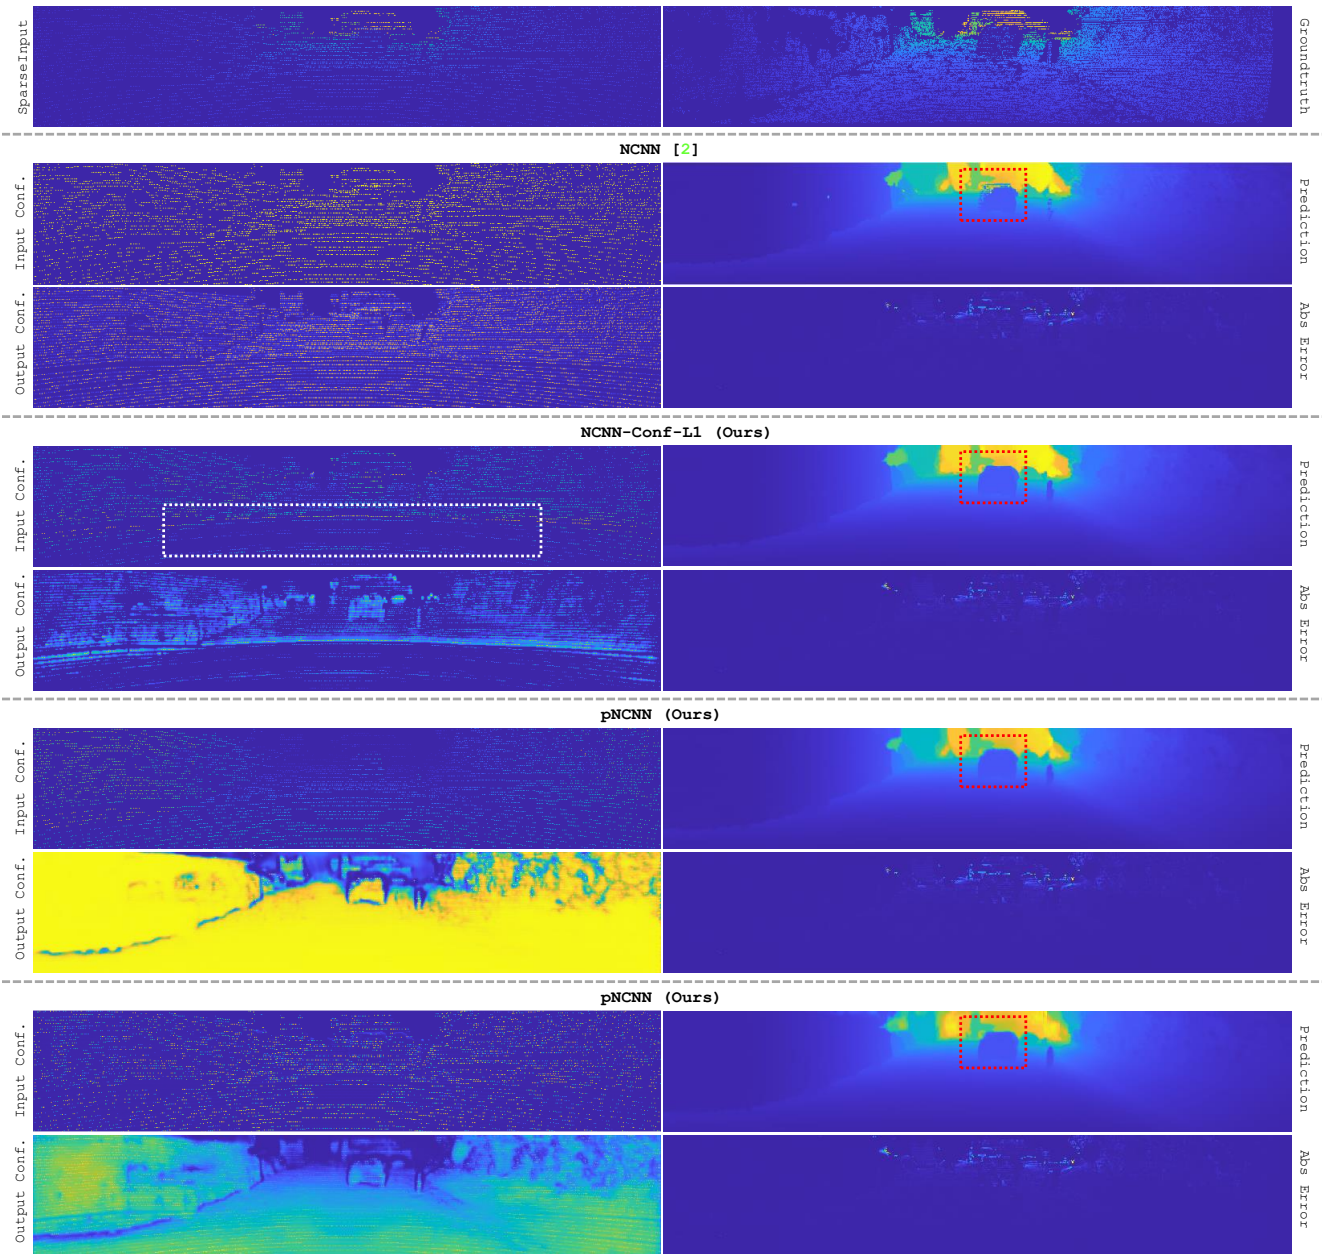 SparseInput
Groundtruth
NCNN [2]
Input Conf.
Prediction
Output Conf.
Abs Error
NCNN-Conf-L1 (Ours)
Input Conf.
Prediction
Output Conf.
Abs Error
pNCNN (Ours)
Input Conf.
Prediction
Output Conf.
Abs Error
pNCNN (Ours)
Input Conf.
Prediction
Output Conf.
Abs Error